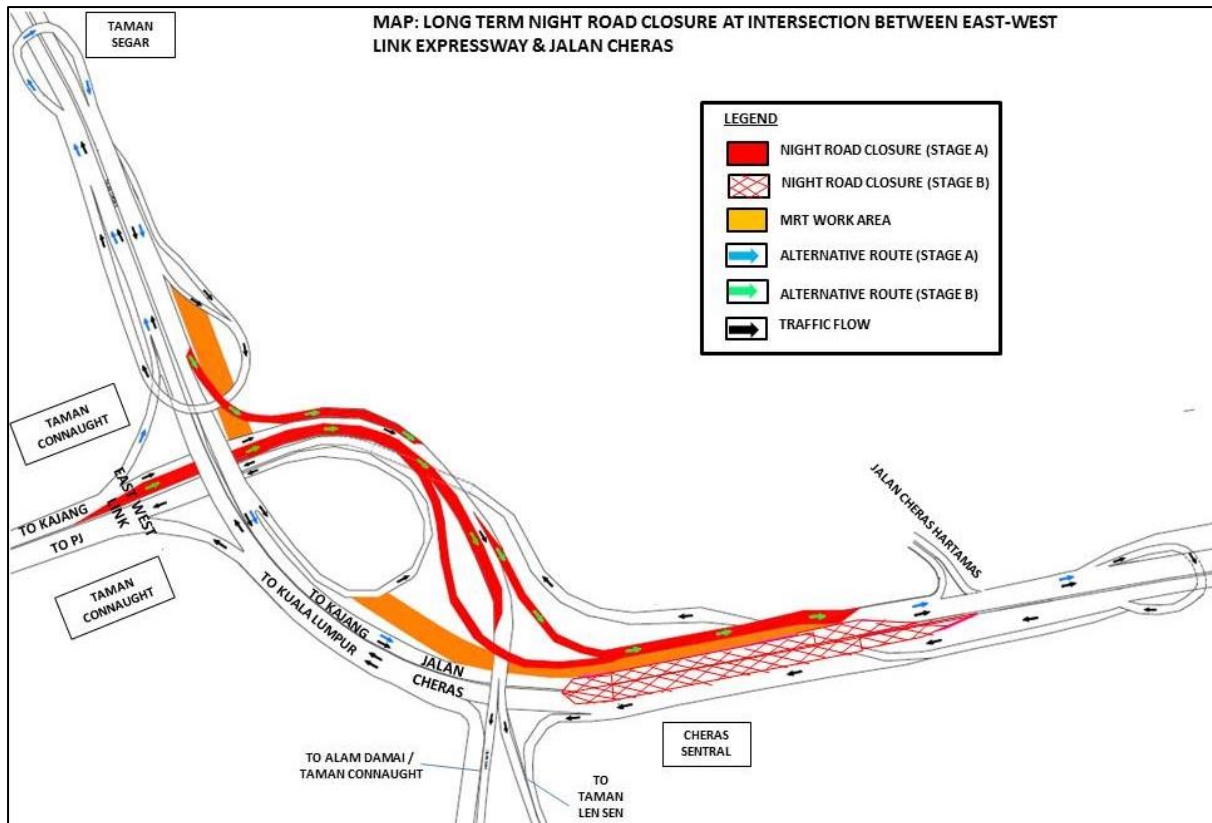 MAP: LONG TERM NIGHT ROAD CLOSURE AT INTERSECTION BETWEEN EAST-WEST
LINK EXPRESSWAY & JALAN CHERAS
TAMAN
SEGAR
LEGEND
NIGHT ROAD CLOSURE (STAGE A)
NIGHT ROAD CLOSURE (STAGE B)
MRT WORK AREA
ALTERNATIVE ROUTE (STAGE A)
ALTERNATIVE ROUTE (STAGE B)
TRAFFIC FLOW
TAMAN
CONNAUGHT
EAST WEST
LINK
TO KAJANG
TO PJ
TAMAN
CONNAUGHT
JALAN CHERAS HARTAMAS
TO KAJANG
TO KUALA LUMPUR
JALAN
CHERAS
CHERAS
SENTRAL
TO ALAM DAMAI /
TAMAN CONNAUGHT
TO
TAMAN
LEN SEN